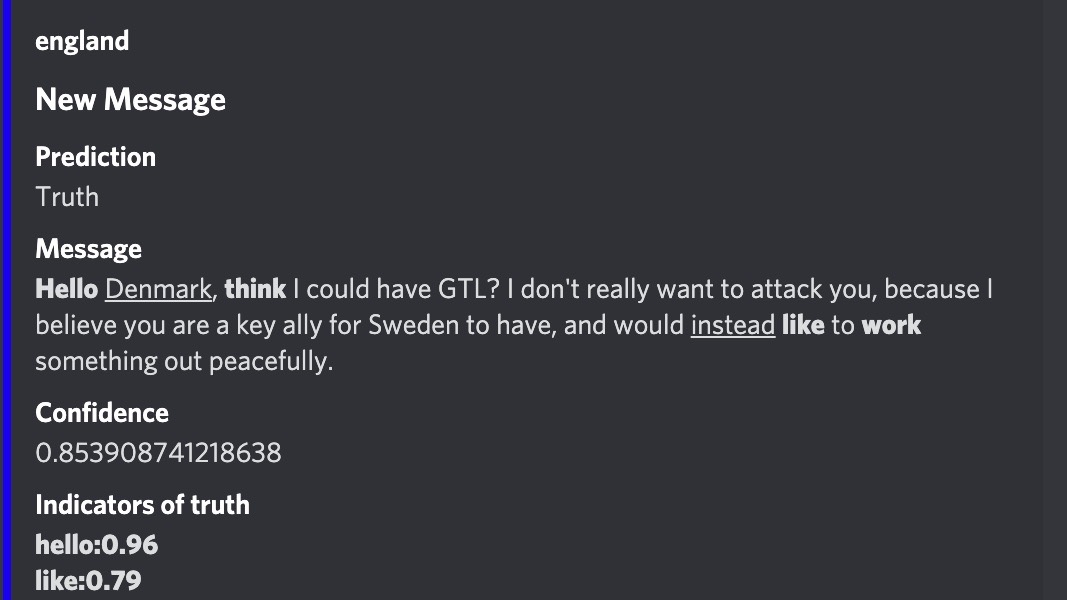 england
New Message
Prediction
Truth
Message
Hello Denmark, think I could have GTL? I don't really want to attack you, because I
believe you are a key ally for Sweden to have, and would instead like to work
something out peacefully.
Confidence
0.853908741218638
Indicators of truth
hello:0.96
like:0.79